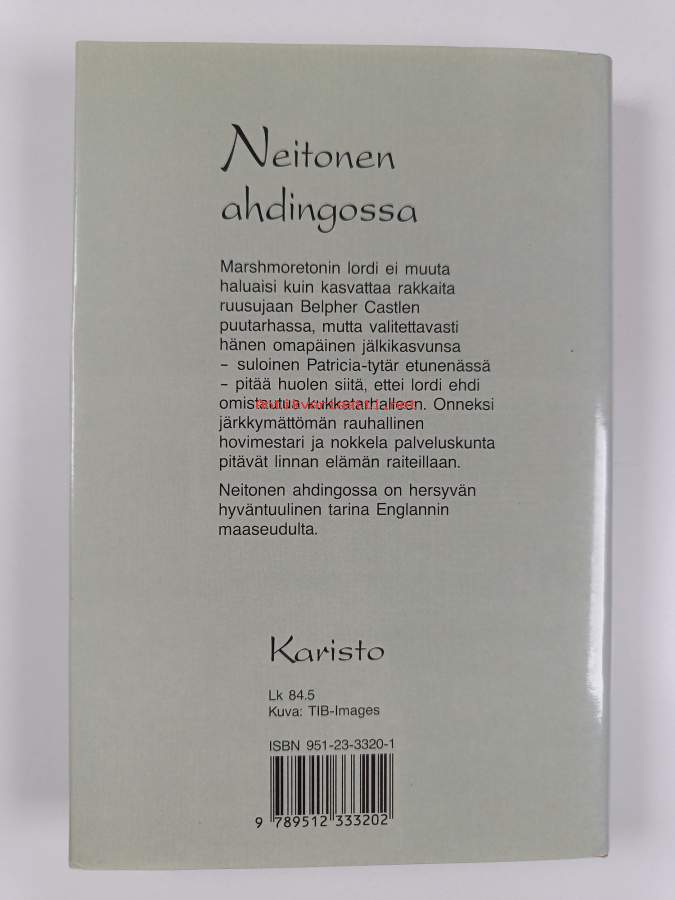 Neitonen
ahdingossa
Marshmoretonin lordi ei muuta
haluaisi kuin kasvattaa rakkaita
ruusujaan Belpher Castlen
puutarhassa, mutta valitettavasti
hänen omapäinen jälkikasvunsa
– suloinen Patricia-tytär etunenässä
– pitää huolen siitä, ettei lordi ehdi
omistautua kukkatarhalleen. Onneksi
järkkymättömän rauhallinen
hovimestari ja nokkela palveluskunta
pitävät linnan elämän raiteillaan.
Neitonen ahdingossa on hersyvän
hyväntuulinen tarina Englannin
maaseudulta.
Karisto
Lk 84.5
Kuva: TIB-Images
ISBN 951-23-3320-1
9 789512 333202